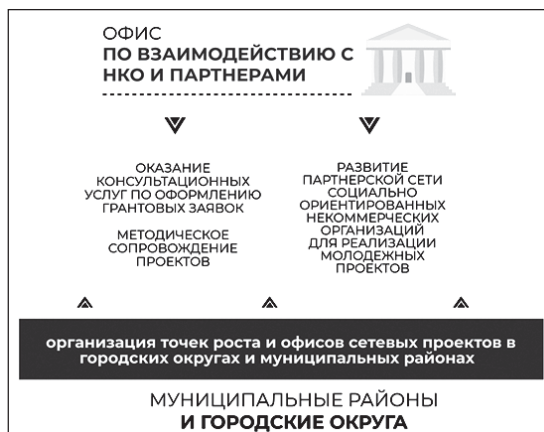 ОФИС
ПО ВЗАИМОДЕЙСТВИЮ С
НКО И ПАРТНЕРАМИ
ОКАЗАНИЕ
КОНСУЛЬТАЦИОННЫХ
УСЛУГ ПО ОФОРМЛЕНИЮ
ГРАНТОВЫХ ЗАЯВОК
МЕТОДИЧЕСКОЕ
СОПРОВОЖДЕНИЕ
ПРОЕКТОВ
РАЗВИТИЕ
ПАРТНЕРСКОЙ СЕТИ
СОЦИАЛЬНО
ОРИЕНТИРОВАННЫХ
НЕКОММЕРЧЕСКИХ
ОРГАНИЗАЦИЙ
ДЛЯ РЕАЛИЗАЦИИ
МОЛОДЕЖНЫХ
ПРОЕКТОВ
организация точек роста и офисов сетевых проектов в
городских округах и муниципальных районах
МУНИЦИПАЛЬНЫЕ РАЙОНЫ
И ГОРОДСКИЕ ОКРУГА